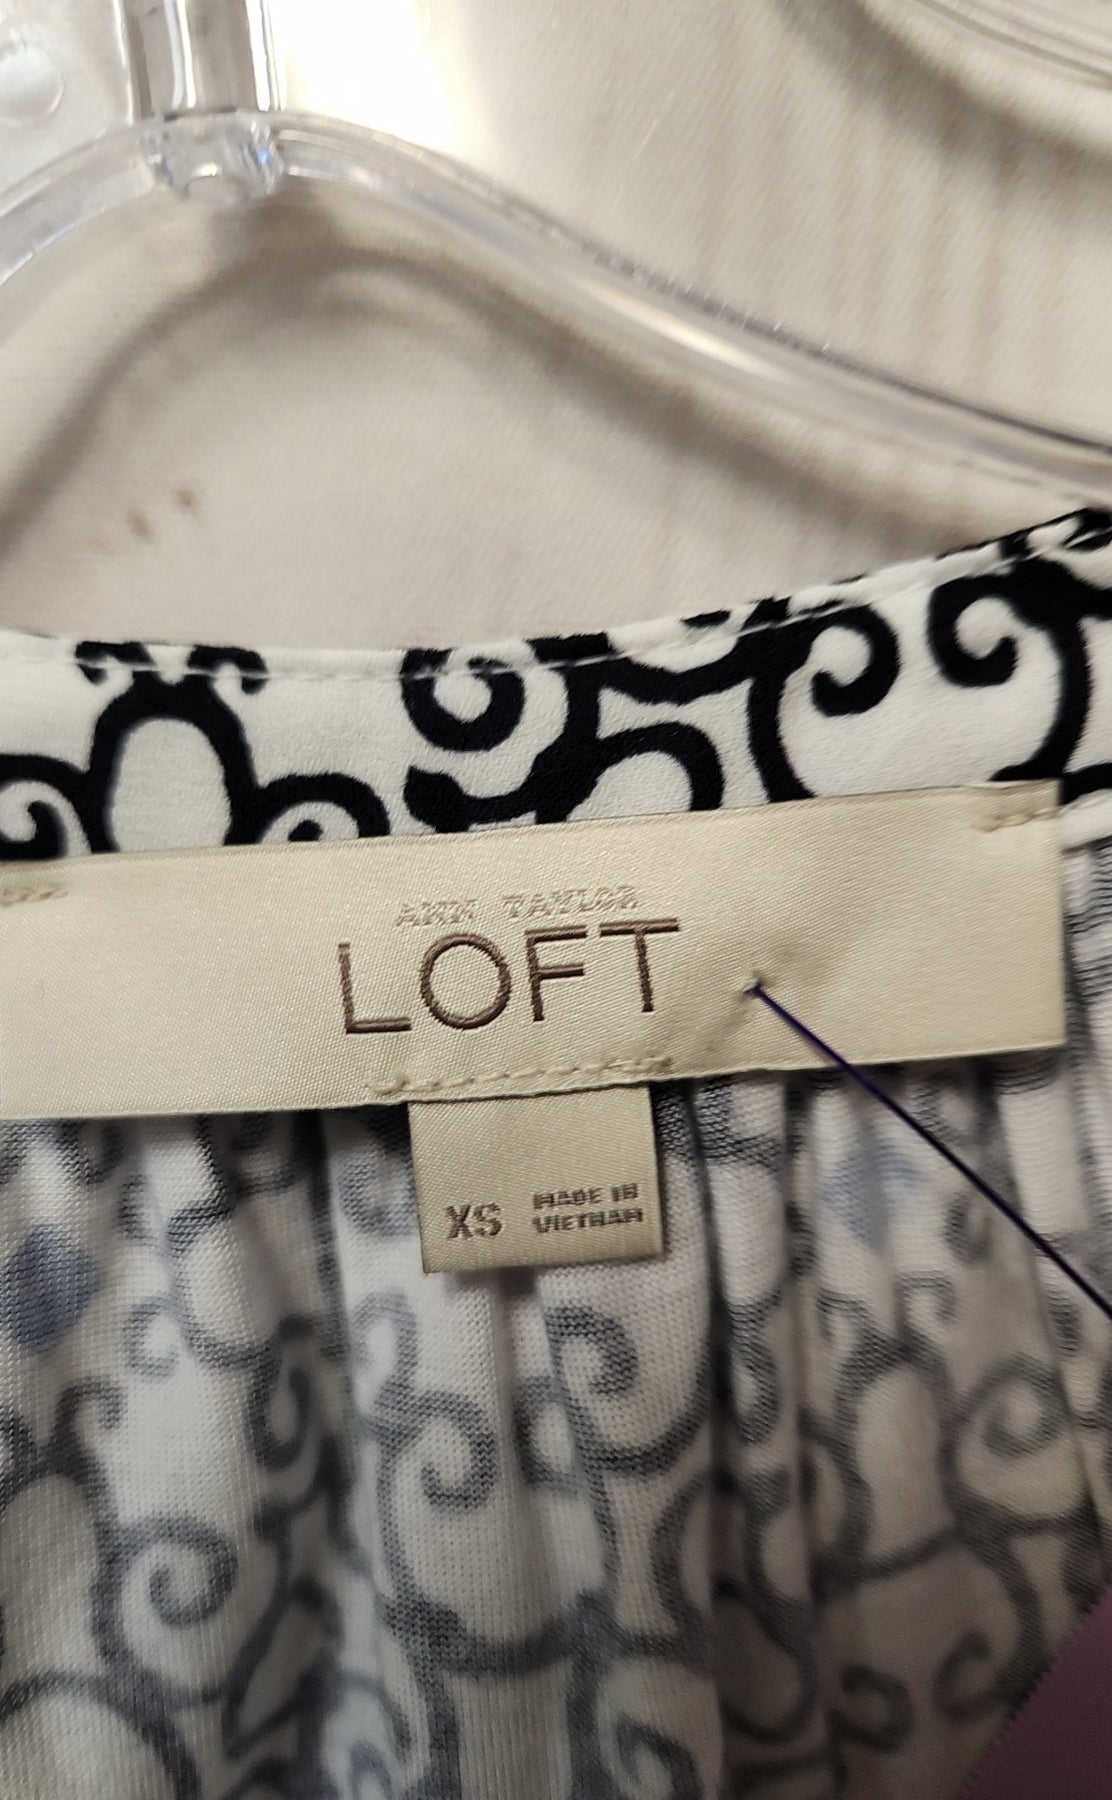 ANN TAYLOR
LOFT
XS
MADE IN
VIETNAM